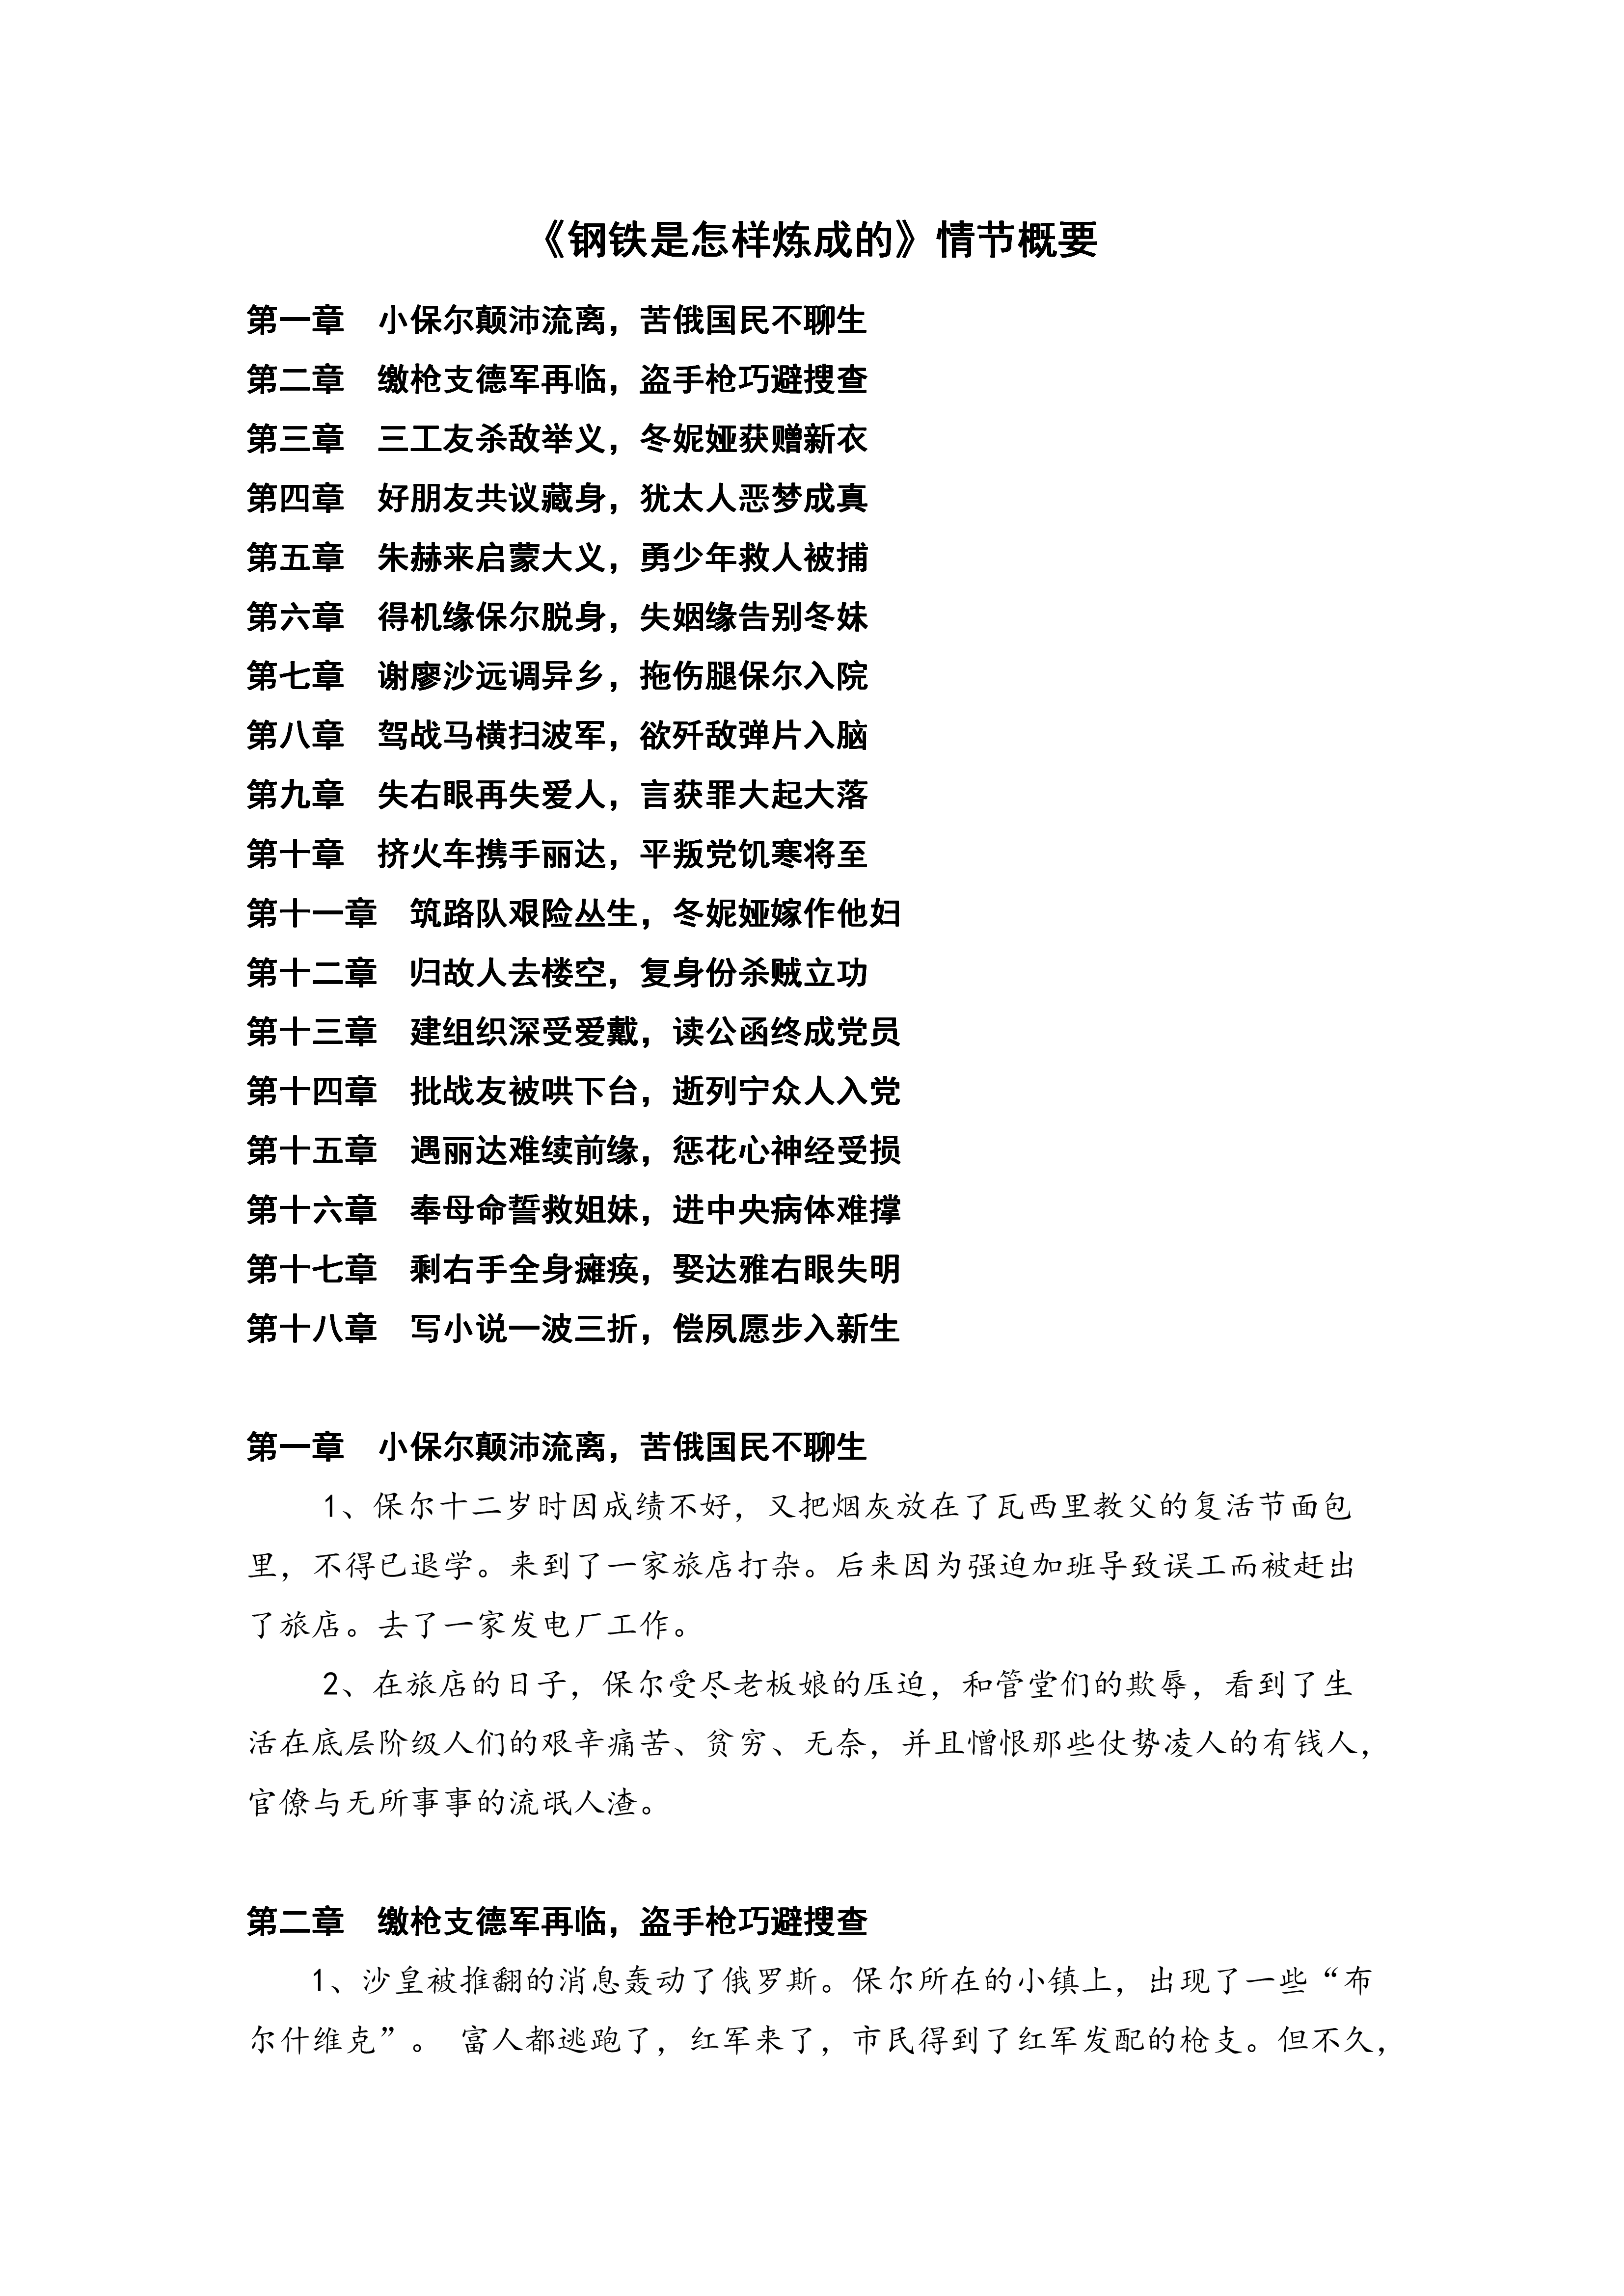 《钢铁是怎样炼成的》情节概要
第一章　小保尔颠沛流离，苦俄国民不聊生
第二章　缴枪支德军再临，盗手枪巧避搜查
第三章　三工友杀敌举义，冬妮娅获赠新衣
第四章　好朋友共议藏身，犹太人恶梦成真
第五章　朱赫来启蒙大义，勇少年救人被捕
第六章　得机缘保尔脱身，失姻缘告别冬妹
第七章　谢廖沙远调异乡，拖伤腿保尔入院
第八章　驾战马横扫波军，欲歼敌弹片入脑
第九章　失右眼再失爱人，言获罪大起大落
第十章　挤火车携手丽达，平叛党饥寒将至
第十一章　筑路队艰险丛生，冬妮娅嫁作他妇
第十二章　归故人去楼空，复身份杀贼立功
第十三章　建组织深受爱戴，读公函终成党员
第十四章　批战友被哄下台，逝列宁众人入党
第十五章　遇丽达难续前缘，惩花心神经受损
第十六章　奉母命誓救姐妹，进中央病体难撑
第十七章　剩右手全身瘫痪，娶达雅右眼失明
第十八章　写小说一波三折，偿夙愿步入新生
第一章　小保尔颠沛流离，苦俄国民不聊生
1、保尔十二岁时因成绩不好，又把烟灰放在了瓦西里教父的复活节面包
里，不得已退学。来到了一家旅店打杂。后来因为强迫加班导致误工而被赶出
了旅店。去了一家发电厂工作。
2、在旅店的日子，保尔受尽老板娘的压迫，和管堂们的欺辱，看到了生
活在底层阶级人们的艰辛痛苦、贫穷、无奈，并且憎恨那些仗势凌人的有钱人，
官僚与无所事事的流氓人渣。
第二章　缴枪支德军再临，盗手枪巧避搜查
1、沙皇被推翻的消息轰动了俄罗斯。保尔所在的小镇上，出现了一些“布
尔什维克”。 富人都逃跑了，红军来了，市民得到了红军发配的枪支。但不久，